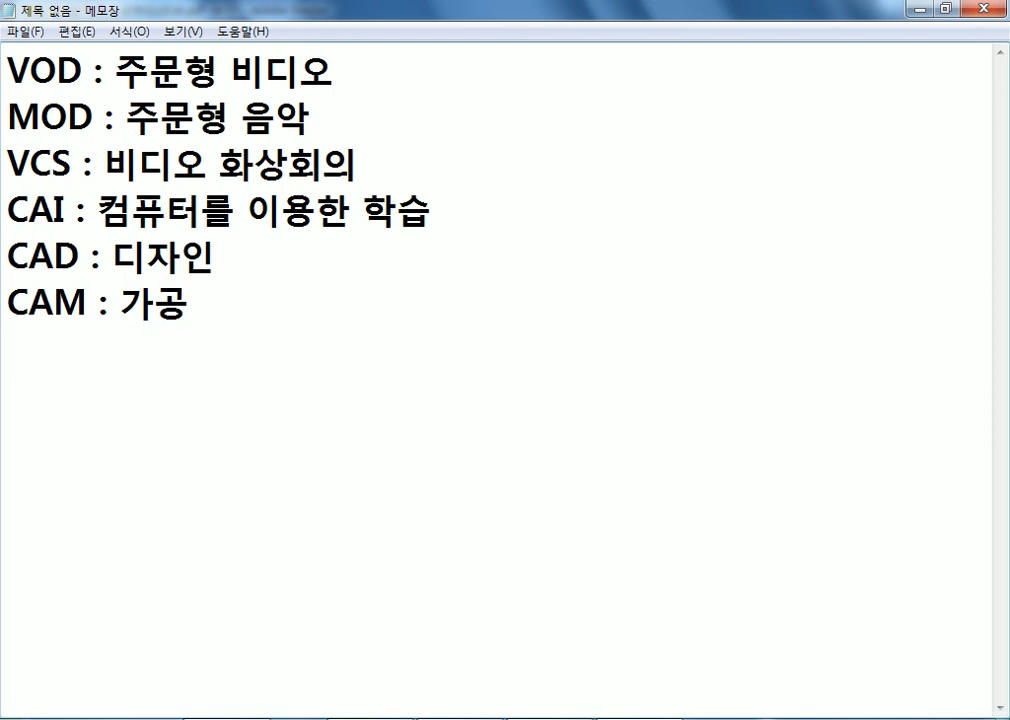 제목 없음 - 메모장
파일(F) 편집(E) 서식(O) 보기(V) 도움말(H)
VOD : 주문형 비디오
MOD : 주문형 음악
VCS : 비디오 화상회의
CAI : 컴퓨터를 이용한 학습
CAD : 디자인
CAM : 가공